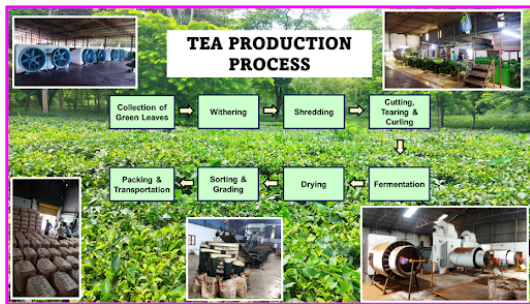 TEA PRODUCTION
PROCESS
Collection of
Green Leaves
Withering
Shredding
Cutting,
Tearing &
Curling
Fermentation
Drying
Sorting &
Grading
Packing &
Transportation